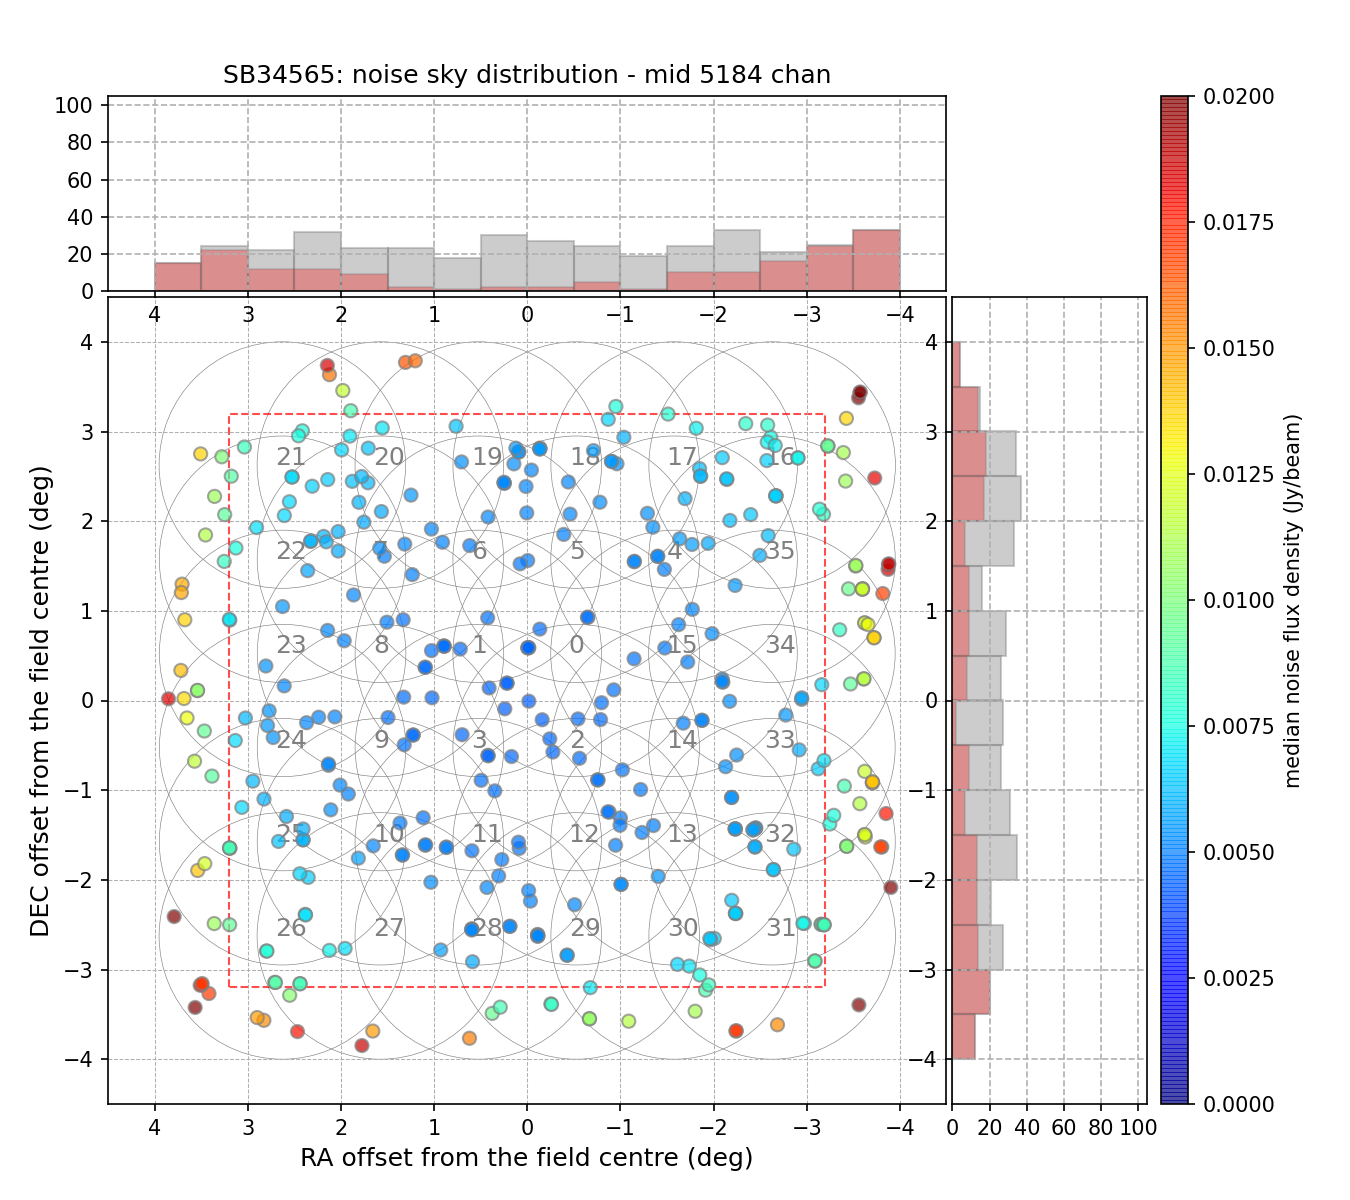 SB34565: noise sky distribution - mid 5184 chan
100
80
60
40
20
0
4 3 2 1 0 −1 −2 −3 −4
4
3
2
1
0
−1
−2
−3
−4
4
3
2
1
0
−1
−2
−3
−4
21 20 19 18 17 16
22 7 6 5 4 35
23 8 1 0 15 34
24 9 3 2 14 33
25 10 11 12 13 32
26 27 28 29 30 31
4 3 2 1 0 −1 −2 −3 −4
0 20 40 60 80 100
RA offset from the field centre (deg)
DEC offset from the field centre (deg)
0.0200
0.0175
0.0150
0.0125
0.0100
0.0075
0.0050
0.0025
0.0000
median noise flux density (Jy/beam)